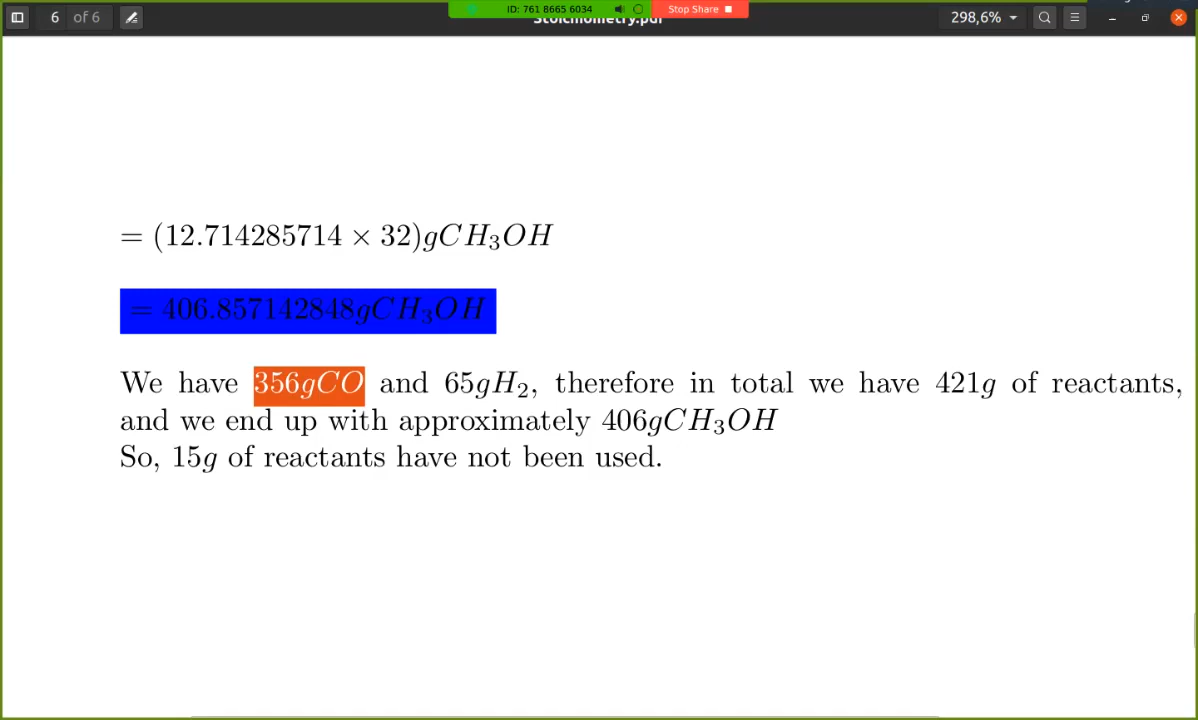 ID: 761 8665 6034
Stop Share
6 of 6
Stoichiometry.pdf
298,6%
= (12.714285714 × 32)gCH₃OH
= 406.857142848gCH₃OH
We have 356gCO and 65gH₂, therefore in total we have 421g of reactants,
and we end up with approximately 406gCH₃OH
So, 15g of reactants have not been used.